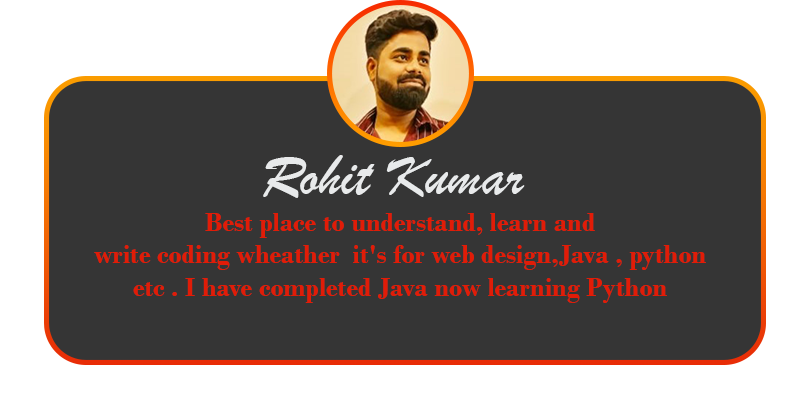 Rohit Kumar
Best place to understand, learn and
write coding wheather  it's for web design,Java , python
etc . I have completed Java now learning Python